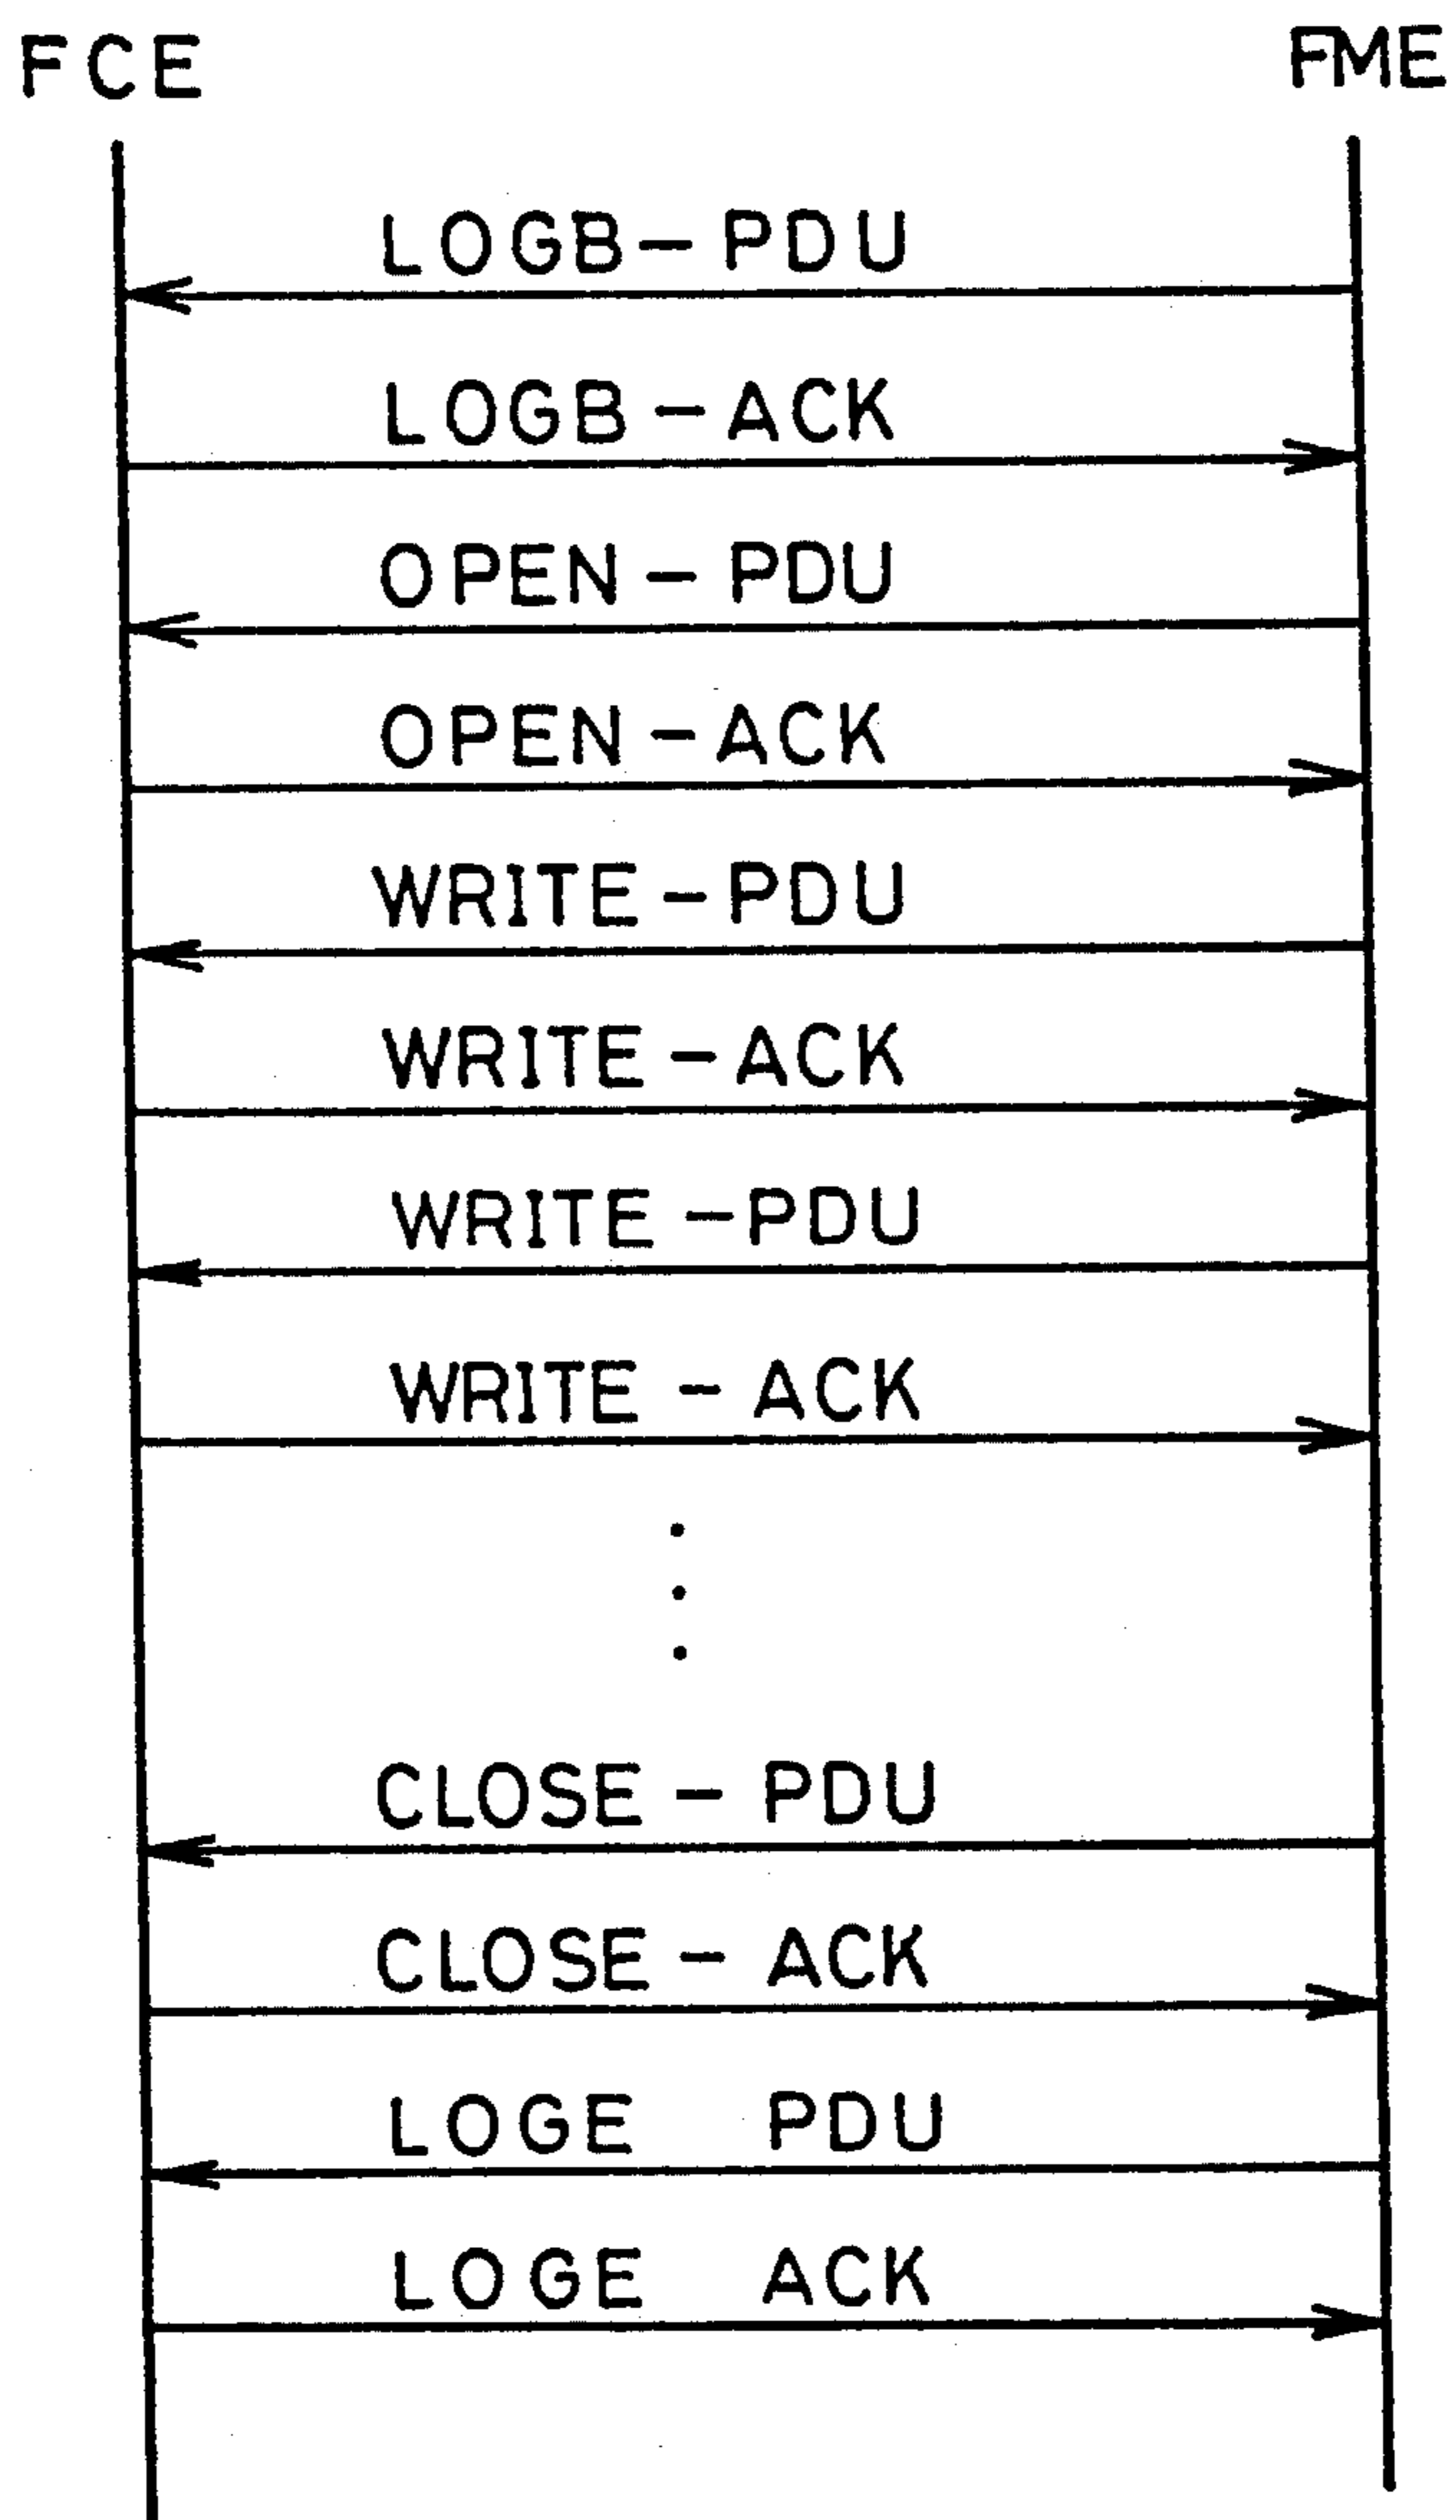 FCE FME
LOGB-PDU
LOGB-ACK
OPEN-PDU
OPEN-ACK
WRITE-PDU
WRITE-ACK
WRITE-PDU
WRITE-ACK
CLOSE-PDU
CLOSE-ACK
LOGE PDU
LOGE ACK